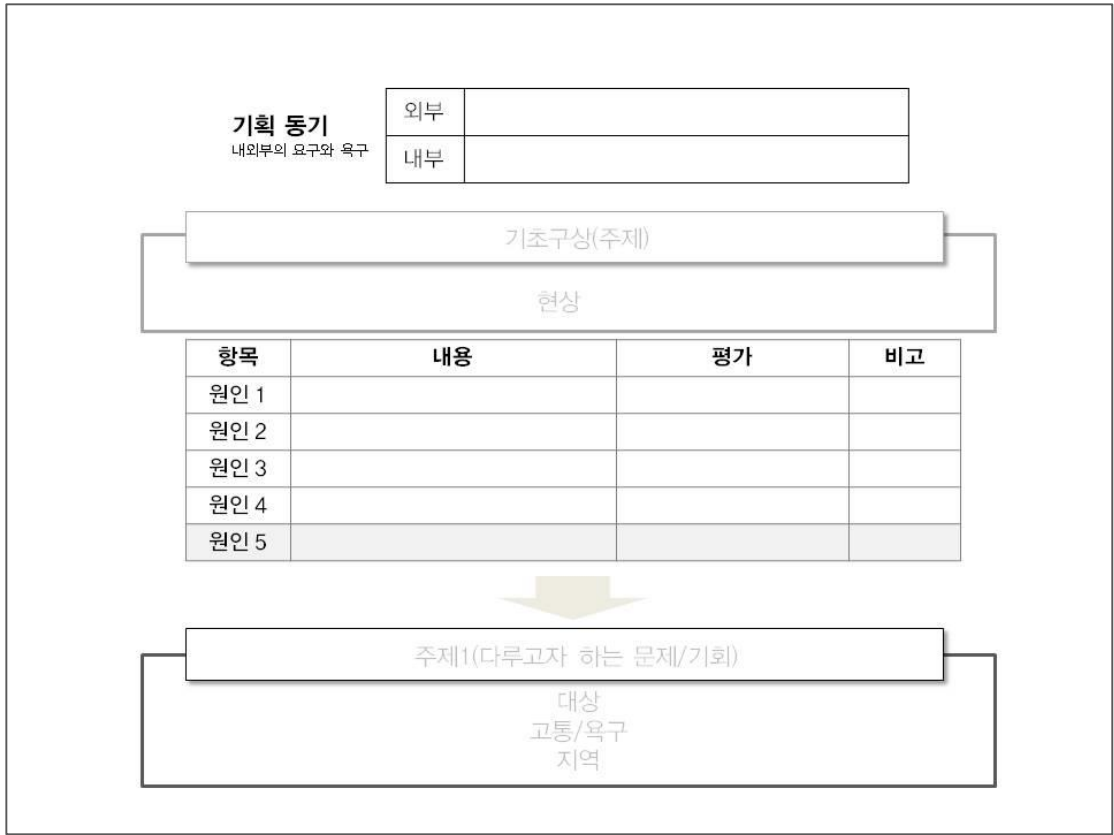 기획 동기
내외부의 요구와 욕구
외부
내부
기초구상(주제)
현상
항목 내용 평가 비고
원인 1
원인 2
원인 3
원인 4
원인 5
주제1(다루고자 하는 문제/기회)
대상
고통/욕구
지역